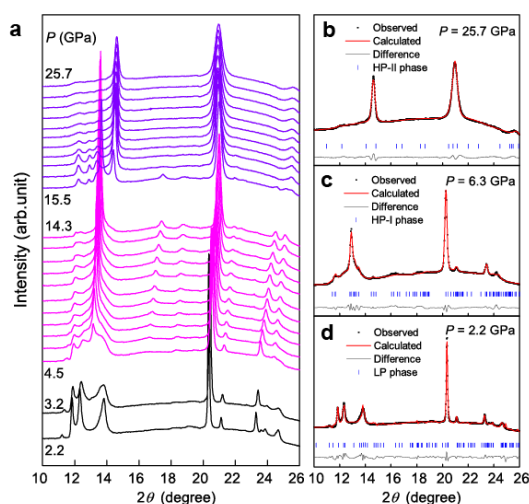 a
P (GPa)
25.7
15.5
14.3
4.5
3.2
2.2
Intensity (arb.unit)
10 12 14 16 18 20 22 24 26
2θ (degree)
b
Observed
Calculated
Difference
HP-II phase
P = 25.7 GPa
c
Observed
Calculated
Difference
HP-I phase
P = 6.3 GPa
d
Observed
Calculated
Difference
LP phase
P = 2.2 GPa
10 12 14 16 18 20 22 24 26
2θ (degree)